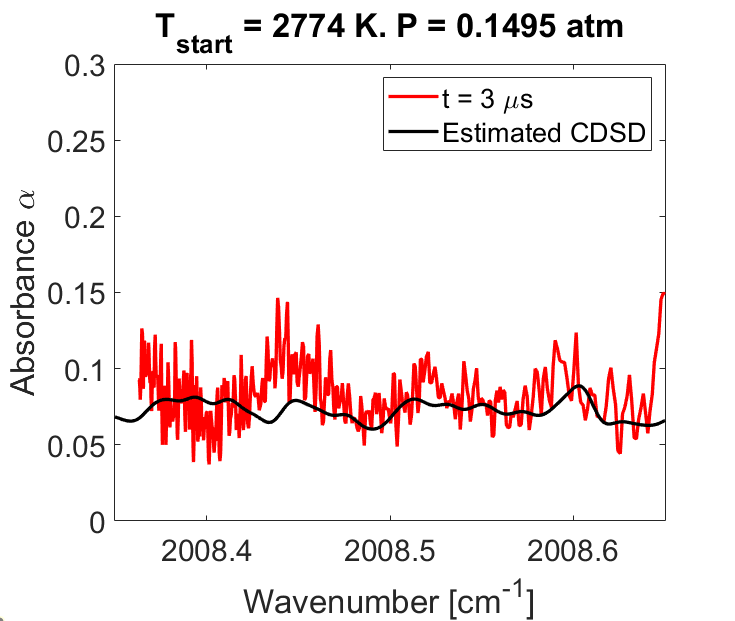 T_start = 2774 K. P = 0.1495 atm
0.3
0.25
0.2
0.15
0.1
0.05
0
t = 3 μs
Estimated CDSD
Absorbance α
2008.4 2008.5 2008.6
Wavenumber [cm⁻¹]